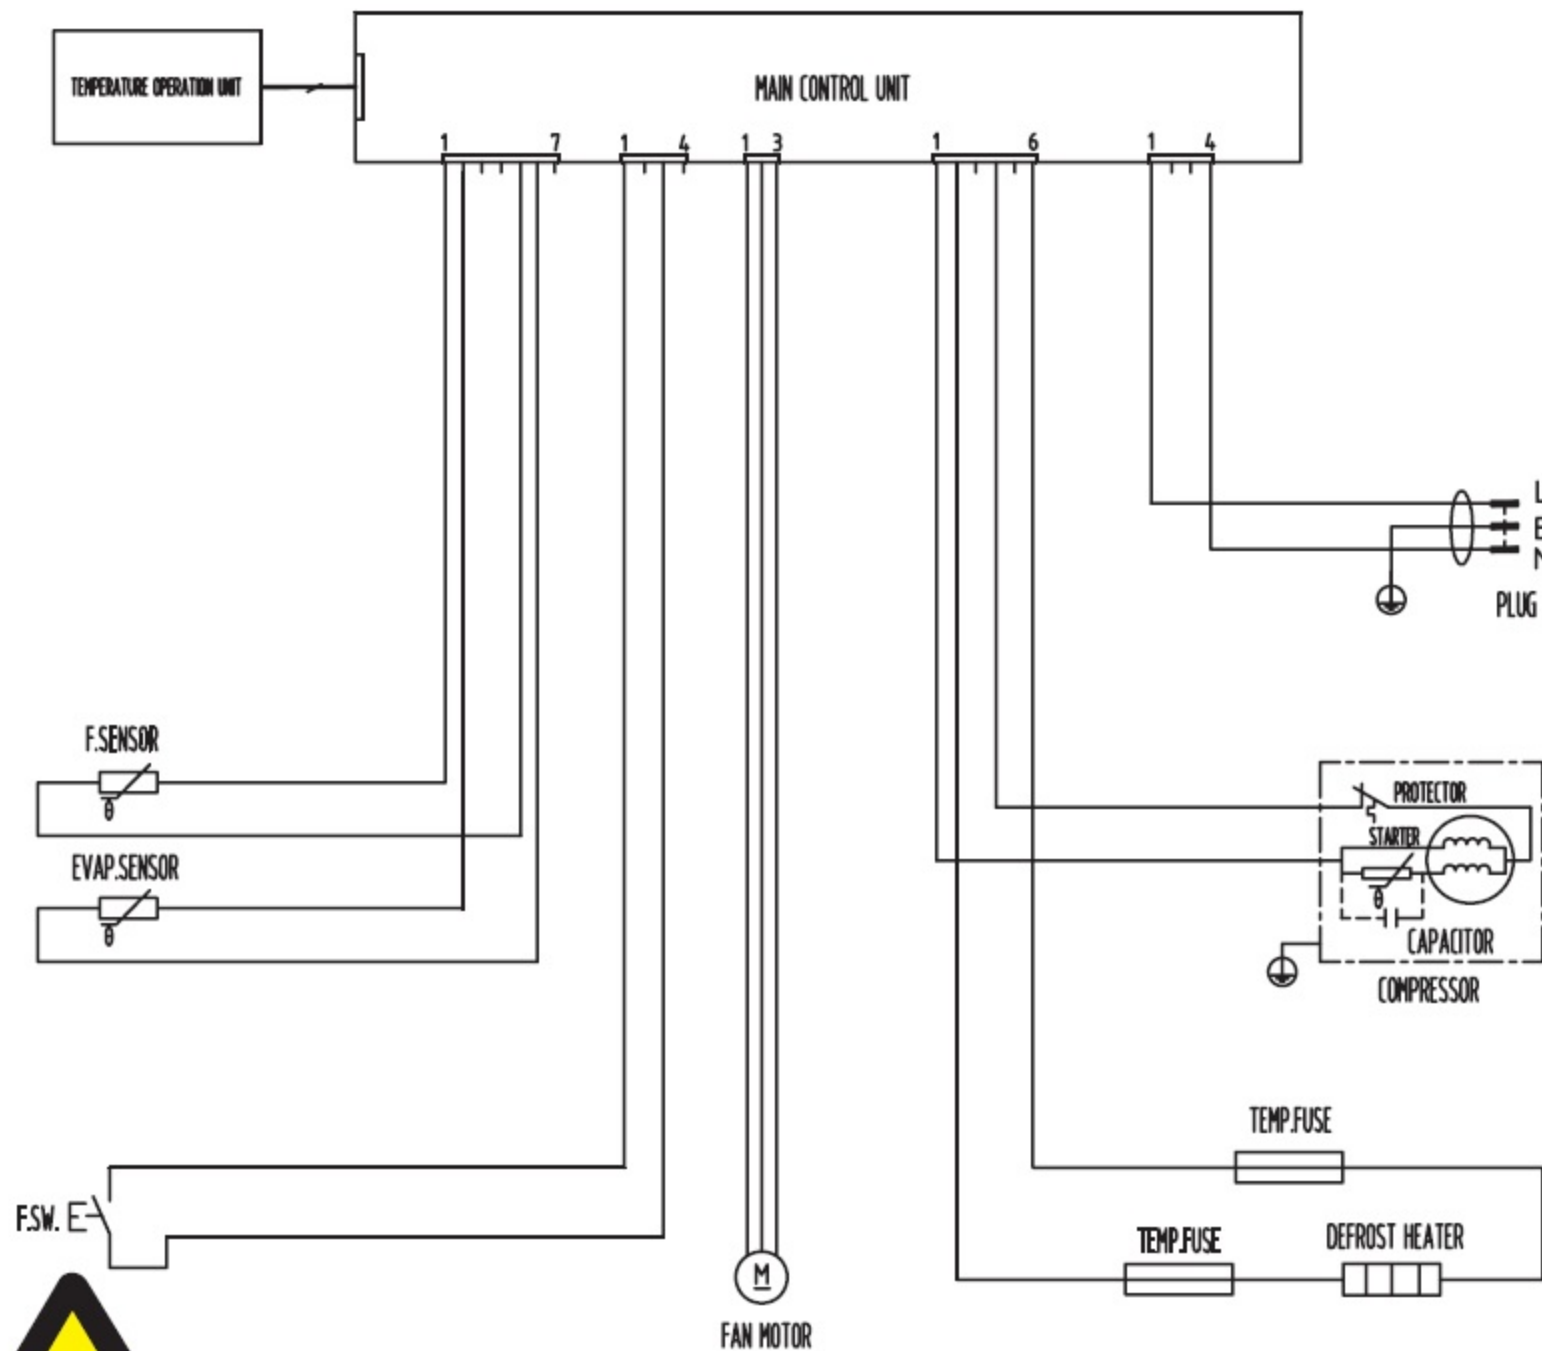 TEMPERATURE OPERATION UNIT
MAIN CONTROL UNIT
1 7 1 4 1 3 1 6 1 4
L
E
N
PLUG
F.SENSOR
θ
EVAP.SENSOR
θ
PROTECTOR
STARTER
θ
CAPACITOR
COMPRESSOR
TEMP.FUSE
F.SW.
TEMP.FUSE
DEFROST HEATER
M
FAN MOTOR